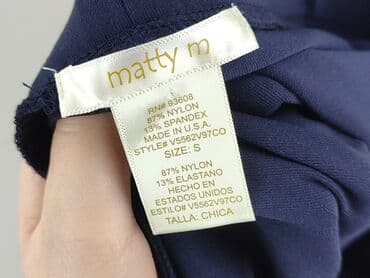 matty m
RN# 93608
87% NYLON
13% SPANDEX
MADE IN U.S.A.
STYLE# V5562V97CO
SIZE: S
87% NYLON
13% ELASTANO
HECHO EN
ESTADOS UNIDOS
ESTILO# V5562V97CO
TALLA: CHICA